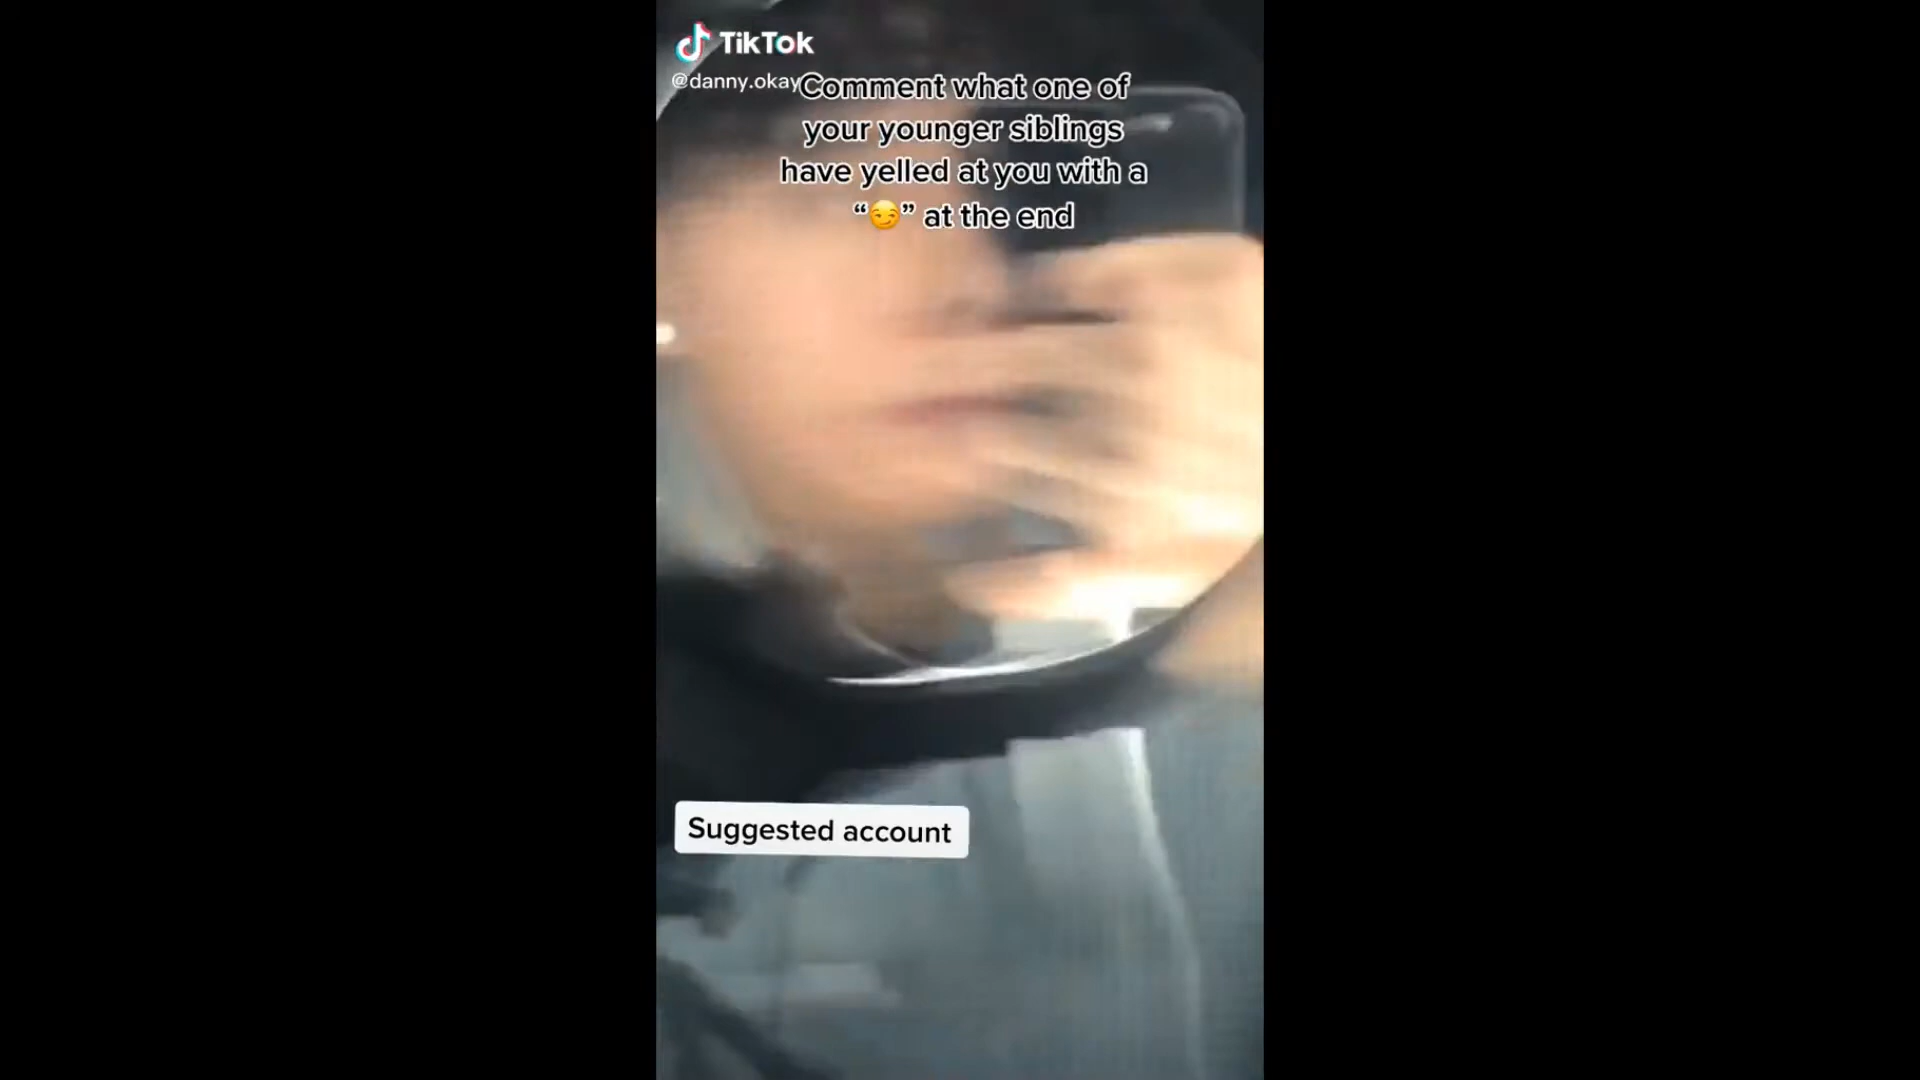 TikTok
@danny.okay
Comment what one of
your younger siblings
have yelled at you with a
“😏” at the end
Suggested account